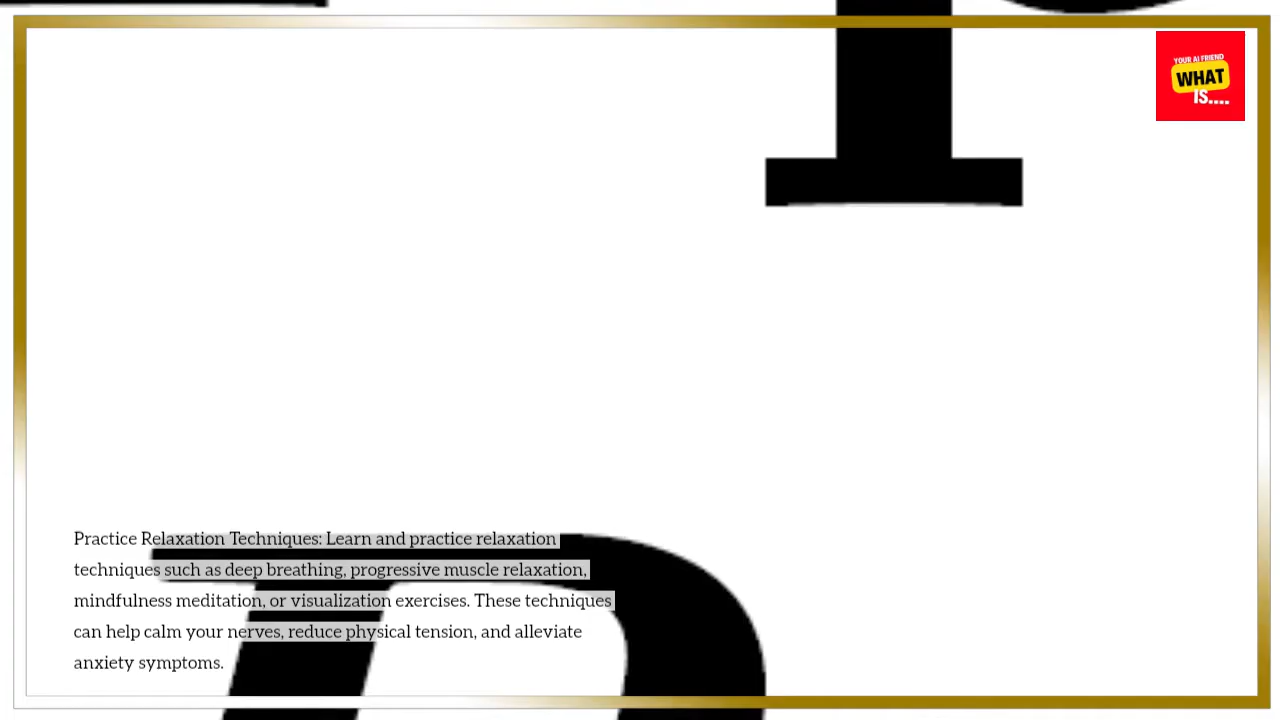 YOUR AI FRIEND
WHAT
IS....
Practice Relaxation Techniques: Learn and practice relaxation
techniques such as deep breathing, progressive muscle relaxation,
mindfulness meditation, or visualization exercises. These techniques
can help calm your nerves, reduce physical tension, and alleviate
anxiety symptoms.